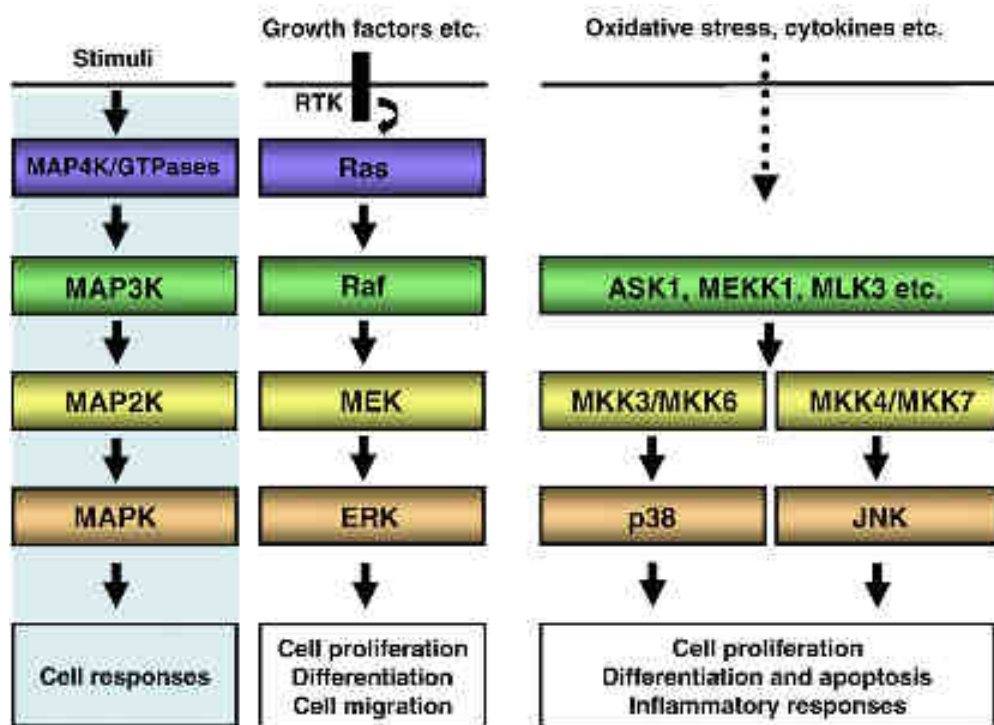 Growth factors etc.
Oxidative stress, cytokines etc.
Stimuli
RTK
MAP4K/GTPases
Ras
MAP3K
Raf
ASK1, MEKK1, MLK3 etc.
MAP2K
MEK
MKK3/MKK6
MKK4/MKK7
MAPK
ERK
p38
JNK
Cell responses
Cell proliferation
Differentiation
Cell migration
Cell proliferation
Differentiation and apoptosis
Inflammatory responses